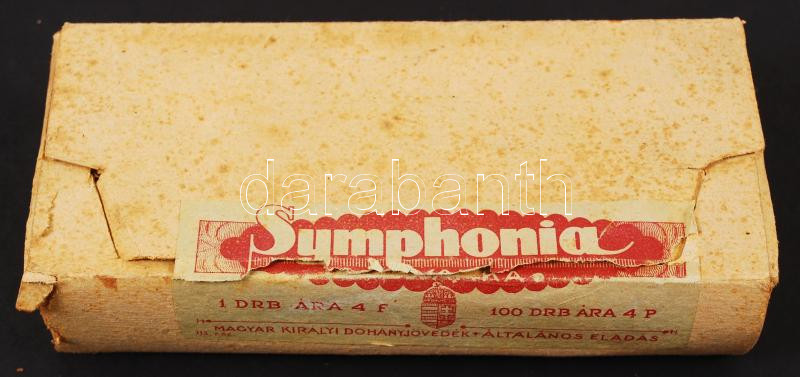 darabanth
Symphonia
1 DRB ÁRA 4 F
100 DRB ÁRA 4 P
MAGYAR KIRÁLYI DOHÁNYJÖVEDÉK + ÁLTALÁNOS ELADÁS